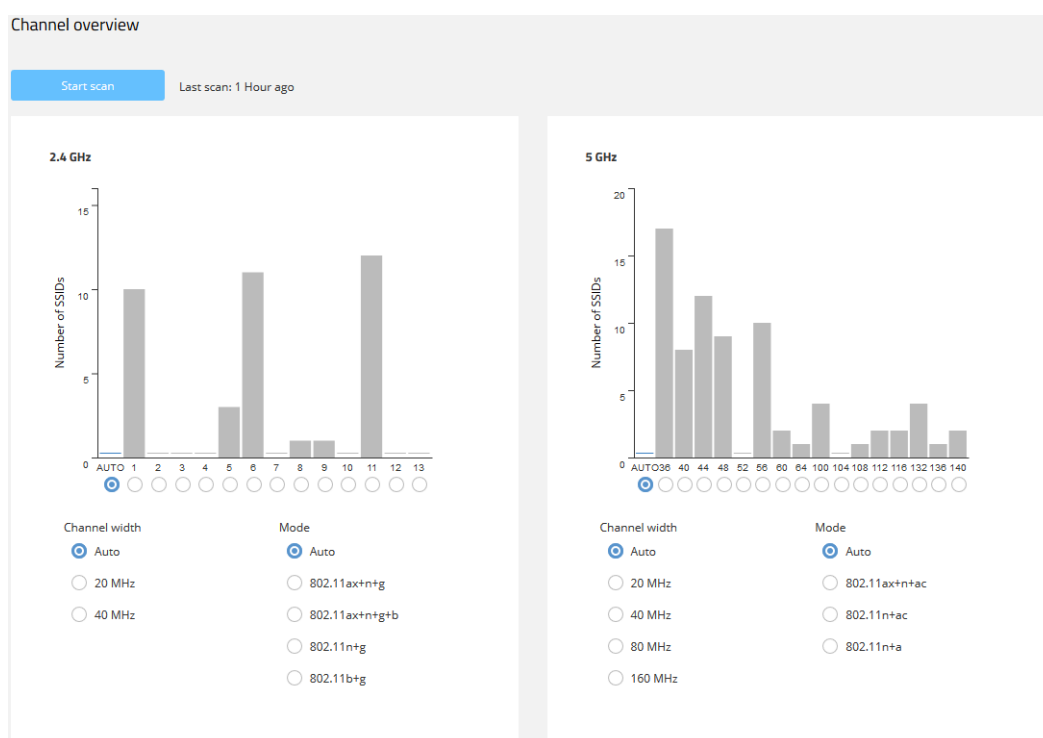 Channel overview
Start scan
Last scan: 1 Hour ago
2.4 GHz
15
10
5
0
Number of SSIDs
AUTO 1 2 3 4 5 6 7 8 9 10 11 12 13
Channel width
Auto
20 MHz
40 MHz
Mode
Auto
802.11ax+n+g
802.11ax+n+g+b
802.11n+g
802.11b+g
5 GHz
20
15
10
5
0
Number of SSIDs
AUTO 36 40 44 48 52 56 60 64 100 104 108 112 116 132 136 140
Channel width
Auto
20 MHz
40 MHz
80 MHz
160 MHz
Mode
Auto
802.11ax+n+ac
802.11n+ac
802.11n+a